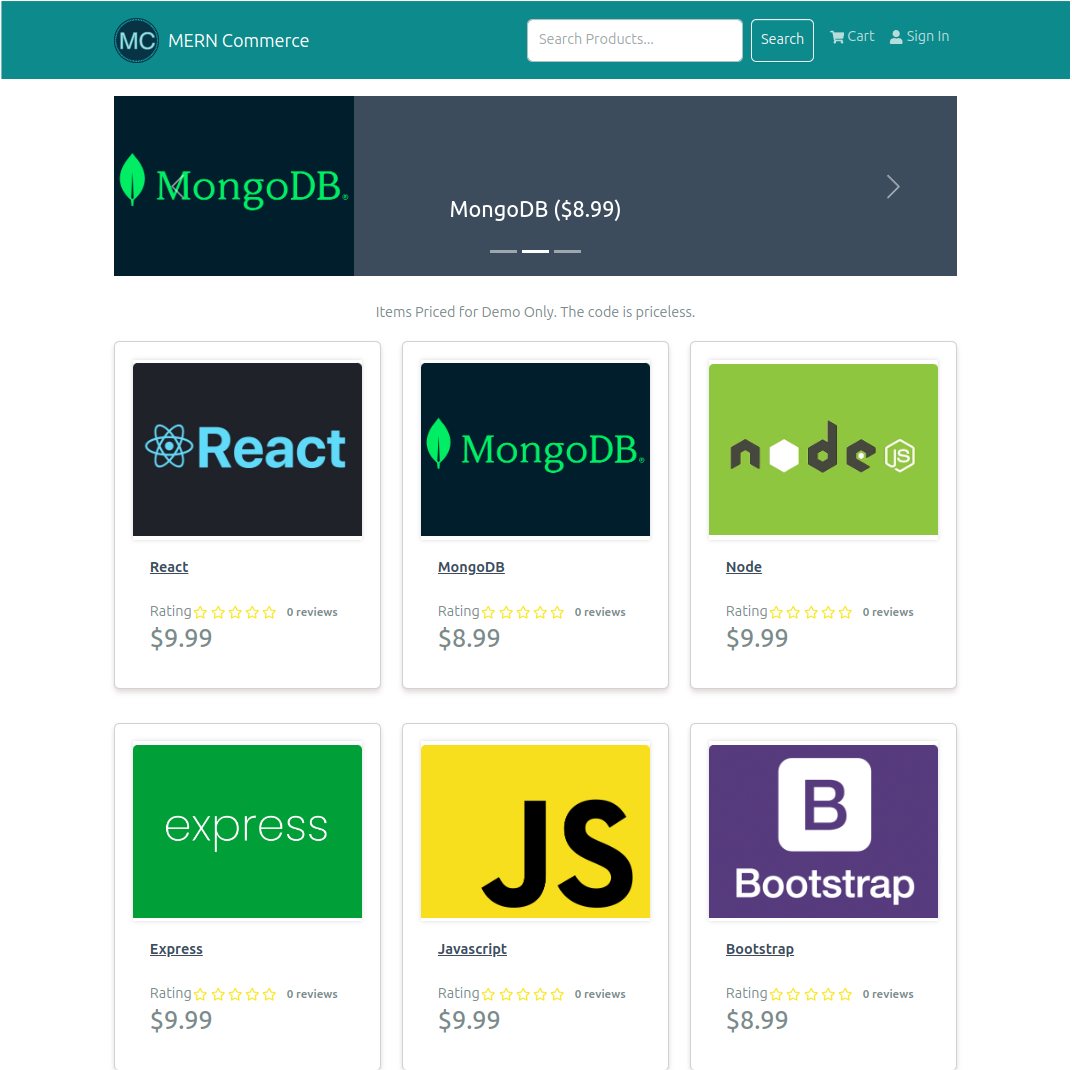 MC MERN Commerce Search Products... Search Cart Sign In
MongoDB®
MongoDB ($8.99)
Items Priced for Demo Only. The code is priceless.
React MongoDB® node JS
React MongoDB Node
Rating 0 reviews Rating 0 reviews Rating 0 reviews
$9.99 $8.99 $9.99
express JS B
Bootstrap
Express Javascript Bootstrap
Rating 0 reviews Rating 0 reviews Rating 0 reviews
$9.99 $9.99 $8.99